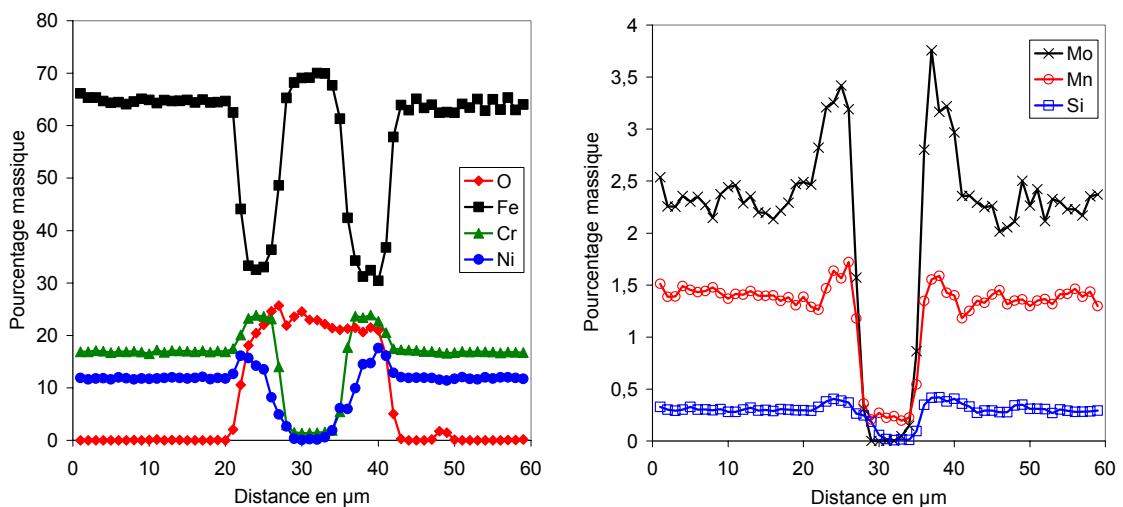 80
70
60
50
40
30
20
10
0
Pourcentage massique
O
Fe
Cr
Ni
0 10 20 30 40 50 60
Distance en µm
4
3,5
3
2,5
2
1,5
1
0,5
0
Pourcentage massique
Mo
Mn
Si
0 10 20 30 40 50 60
Distance en µm